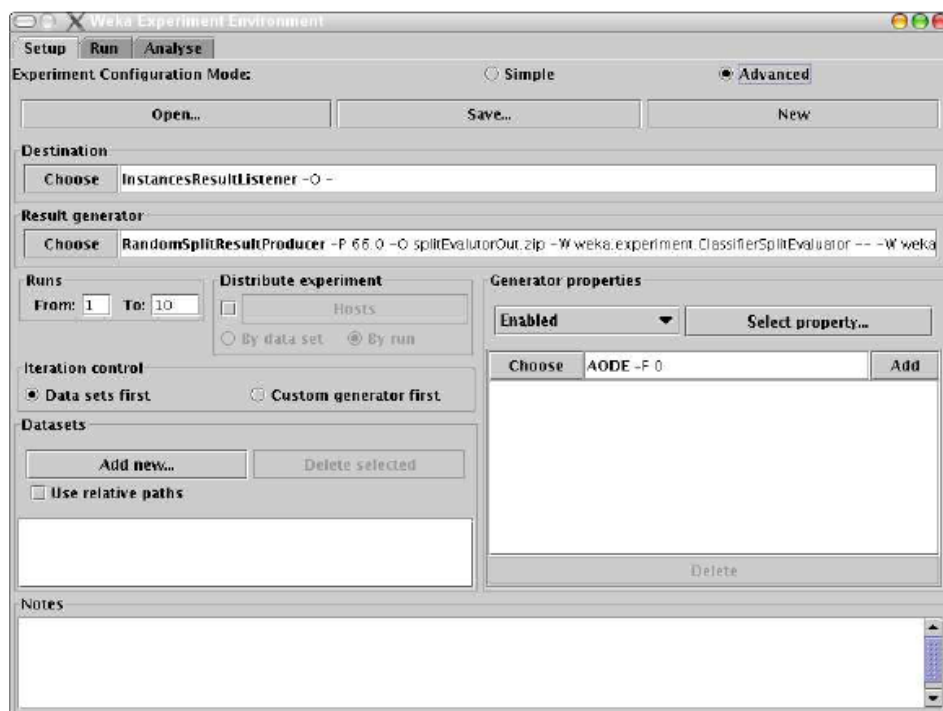 Weka Experiment Environment
Setup Run Analyse
Experiment Configuration Mode: Simple Advanced
Open... Save... New
Destination
Choose InstancesResultListener -O -
Result generator
Choose RandomSplitResultProducer -P 66.0 -O splitEvalutorOut.zip -W weka.experiment.ClassifierSplitEvaluator -- -W weka
Runs
From: 1 To: 10
Distribute experiment
Hosts
By data set By run
Generator properties
Enabled Select property...
Choose AODE -F 0 Add
Iteration control
Data sets first Custom generator first
Datasets
Add new... Delete selected
Use relative paths
Delete
Notes